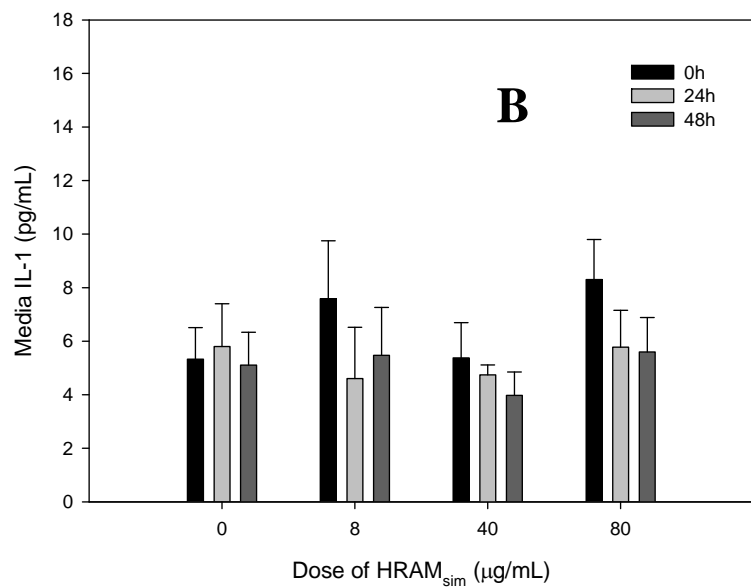 18
16
14
12
10
8
6
4
2
0
Media IL-1 (pg/mL)
B
0h
24h
48h
0 8 40 80
Dose of HRAMsim (μg/mL)